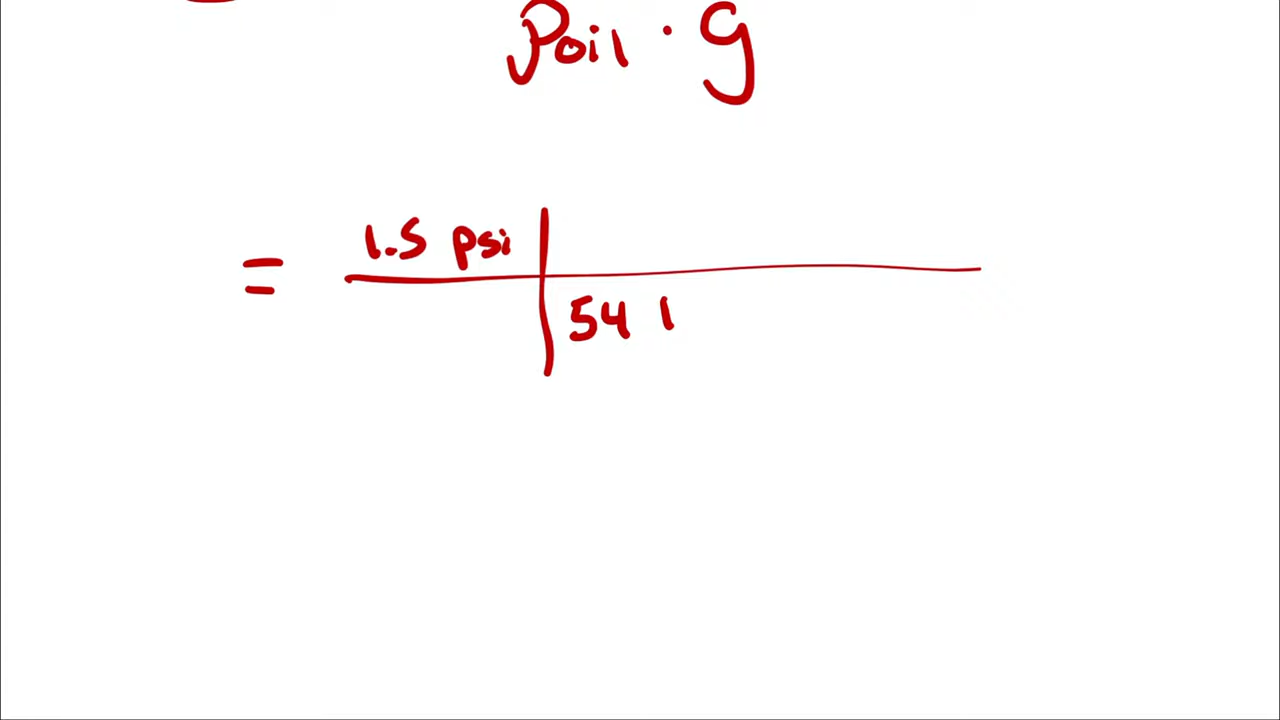 ρoil · g
= 1.5 psi
54 l